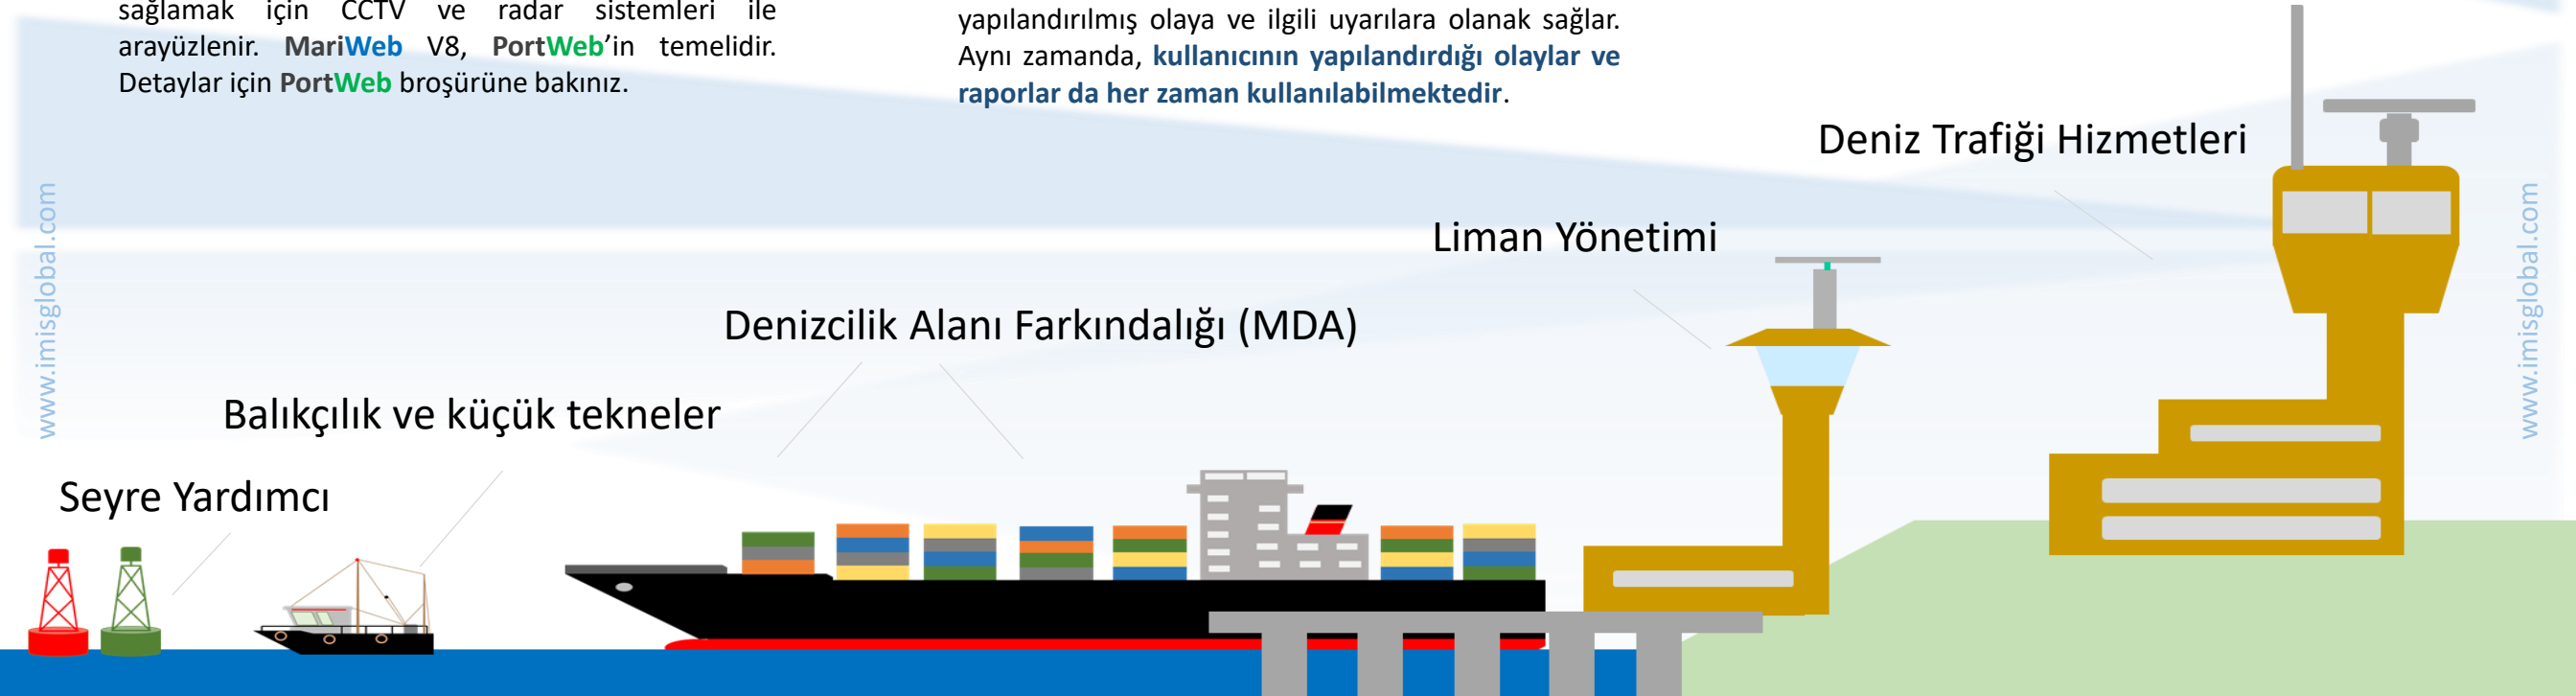 sağlamak için CCTV ve radar sistemleri ile
arayüzlenir. MariWeb V8, PortWeb'in temelidir.
Detaylar için PortWeb broşürüne bakınız.
yapılandırılmış olaya ve ilgili uyarılara olanak sağlar.
Aynı zamanda, kullanıcının yapılandırdığı olaylar ve
raporlar da her zaman kullanılabilmektedir.
Deniz Trafiği Hizmetleri
Liman Yönetimi
Denizcilik Alanı Farkındalığı (MDA)
Balıkçılık ve küçük tekneler
Seyre Yardımcı
www.imisglobal.com
www.imisglobal.com